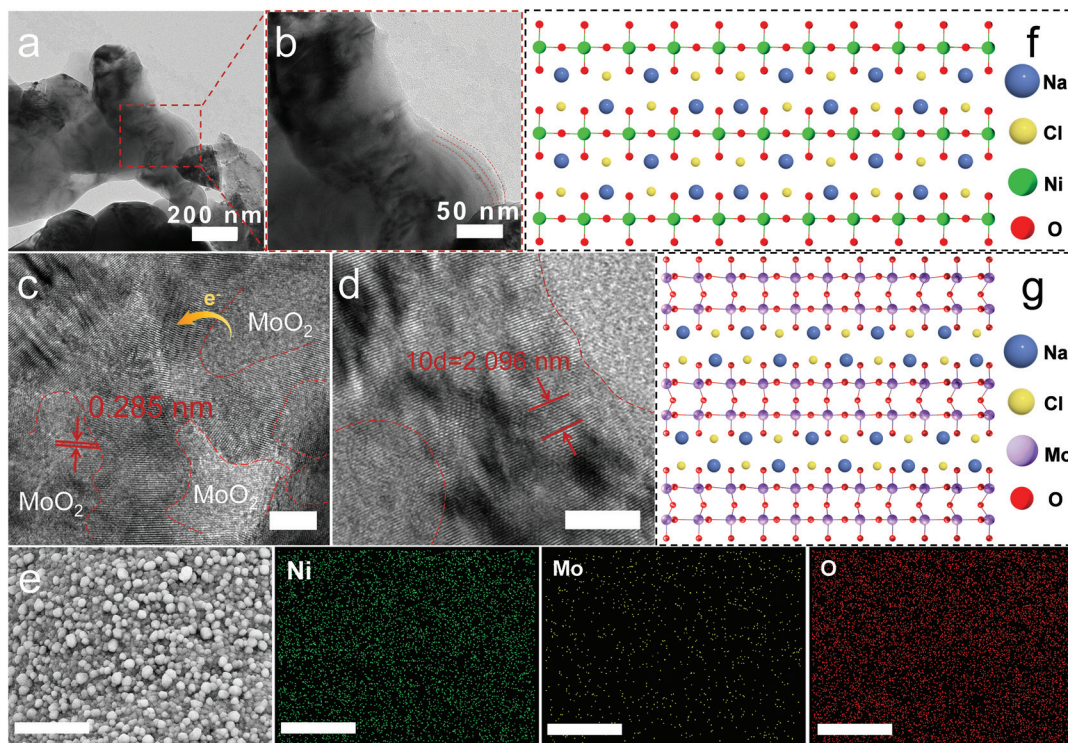 a
200 nm
b
50 nm
f
Na
Cl
Ni
O
c
e⁻
MoO₂
0.285 nm
MoO₂
MoO₂
d
10d=2.096 nm
g
Na
Cl
Mo
O
e
Ni
Mo
O